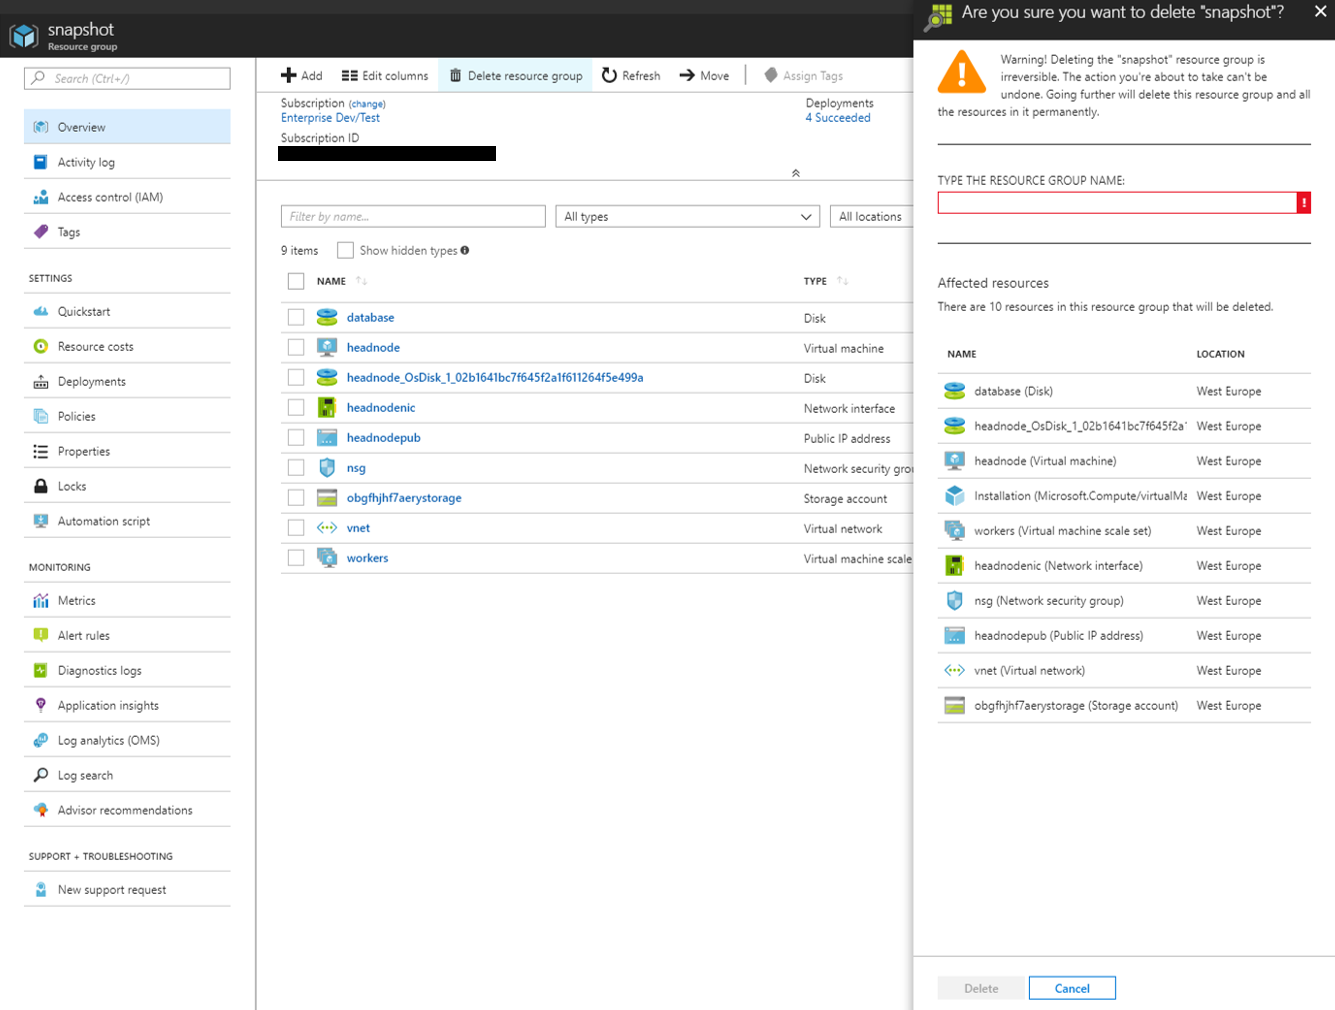 snapshot
Resource group
Search (Ctrl+/)
Overview
Activity log
Access control (IAM)
Tags
SETTINGS
Quickstart
Resource costs
Deployments
Policies
Properties
Locks
Automation script
MONITORING
Metrics
Alert rules
Diagnostics logs
Application insights
Log analytics (OMS)
Log search
Advisor recommendations
SUPPORT + TROUBLESHOOTING
New support request
Add Edit columns Delete resource group Refresh Move Assign Tags
Subscription (change) Deployments
Enterprise Dev/Test 4 Succeeded
Subscription ID
Filter by name... All types All locations
9 items Show hidden types
NAME TYPE
database Disk
headnode Virtual machine
headnode_OsDisk_1_02b1641bc7f645f2a1f611264f5e499a Disk
headnodenic Network interface
headnodepub Public IP address
nsg Network security grou
obgfhjhf7aerystorage Storage account
vnet Virtual network
workers Virtual machine scale
Are you sure you want to delete "snapshot"?
Warning! Deleting the "snapshot" resource group is
irreversible. The action you're about to take can't be
undone. Going further will delete this resource group and all
the resources in it permanently.
TYPE THE RESOURCE GROUP NAME:
Affected resources
There are 10 resources in this resource group that will be deleted.
NAME LOCATION
database (Disk) West Europe
headnode_OsDisk_1_02b1641bc7f645f2a1 West Europe
headnode (Virtual machine) West Europe
Installation (Microsoft.Compute/virtualMa West Europe
workers (Virtual machine scale set) West Europe
headnodenic (Network interface) West Europe
nsg (Network security group) West Europe
headnodepub (Public IP address) West Europe
vnet (Virtual network) West Europe
obgfhjhf7aerystorage (Storage account) West Europe
Delete Cancel